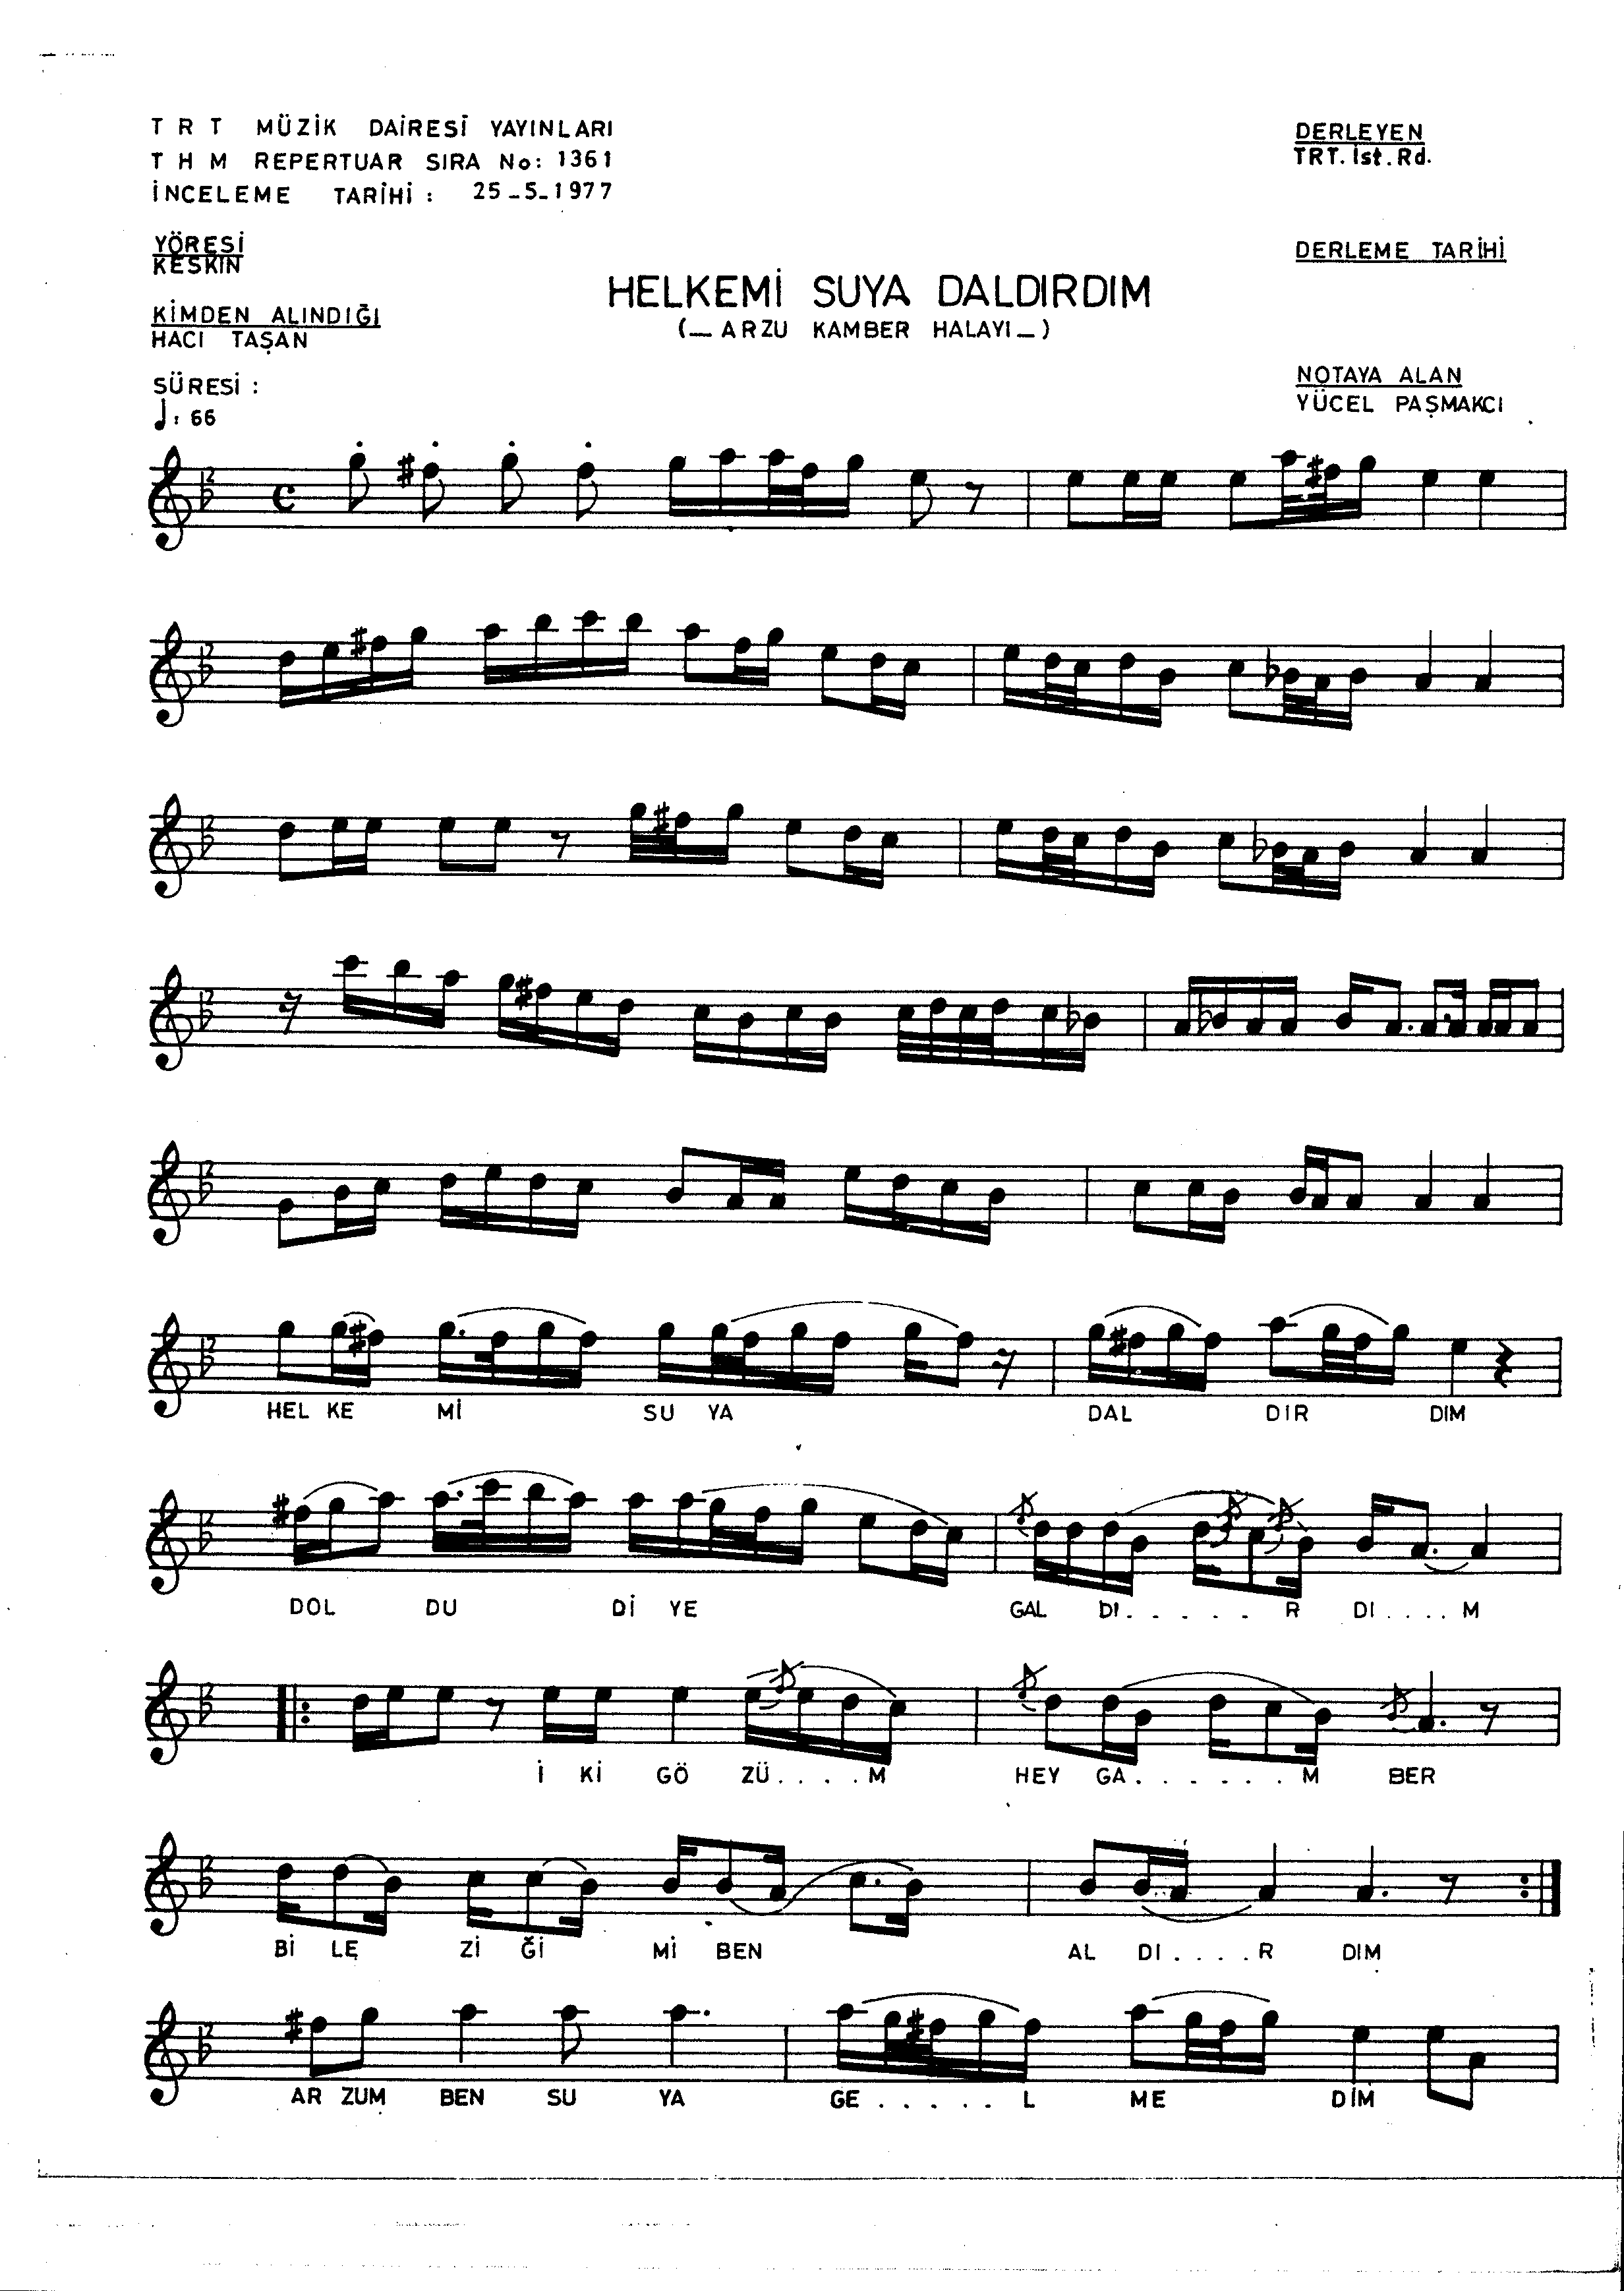 T R T MÜZİK DAİRESİ YAYINLARI
T H M REPERTUAR SIRA No: 1361
İNCELEME TARİHİ : 25-5-1977
DERLEYEN
TRT. İst. Rd.
YÖRESİ
KESKİN
DERLEME TARİHİ
HELKEMİ SUYA DALDIRDIM
(— ARZU KAMBER HALAYI —)
KİMDEN ALINDIĞI
HACI TAŞAN
SÜRESİ :
♩: 66
NOTAYA ALAN
YÜCEL PAŞMAKCI
HEL KE Mİ SU YA DAL DIR DIM
DOL DU Dİ YE GAL DI. . . . . . R DI . . . . M
İ Kİ GÖ ZÜ. . . . M HEY GA. . . . . . M BER
Bİ LE Zİ Ğİ Mİ BEN AL DI . . . . R DIM
AR ZUM BEN SU YA GE . . . . . L ME DİM